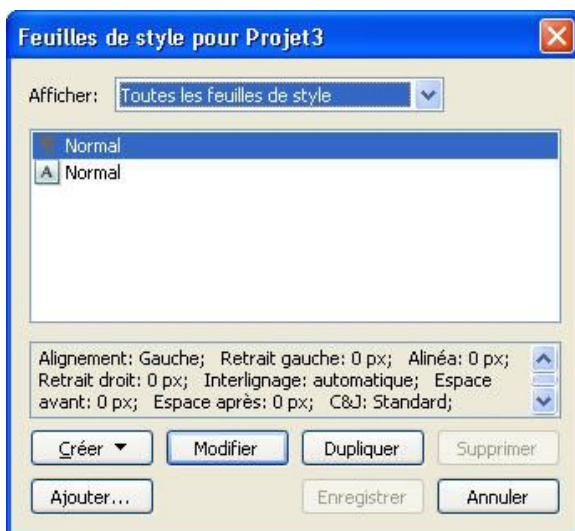 Feuilles de style pour Projet3
Afficher: Toutes les feuilles de style
¶ Normal
A Normal
Alignement: Gauche; Retrait gauche: 0 px; Alinéa: 0 px;
Retrait droit: 0 px; Interlignage: automatique; Espace
avant: 0 px; Espace après: 0 px; C&J: Standard;
Créer Modifier Dupliquer Supprimer
Ajouter... Enregistrer Annuler